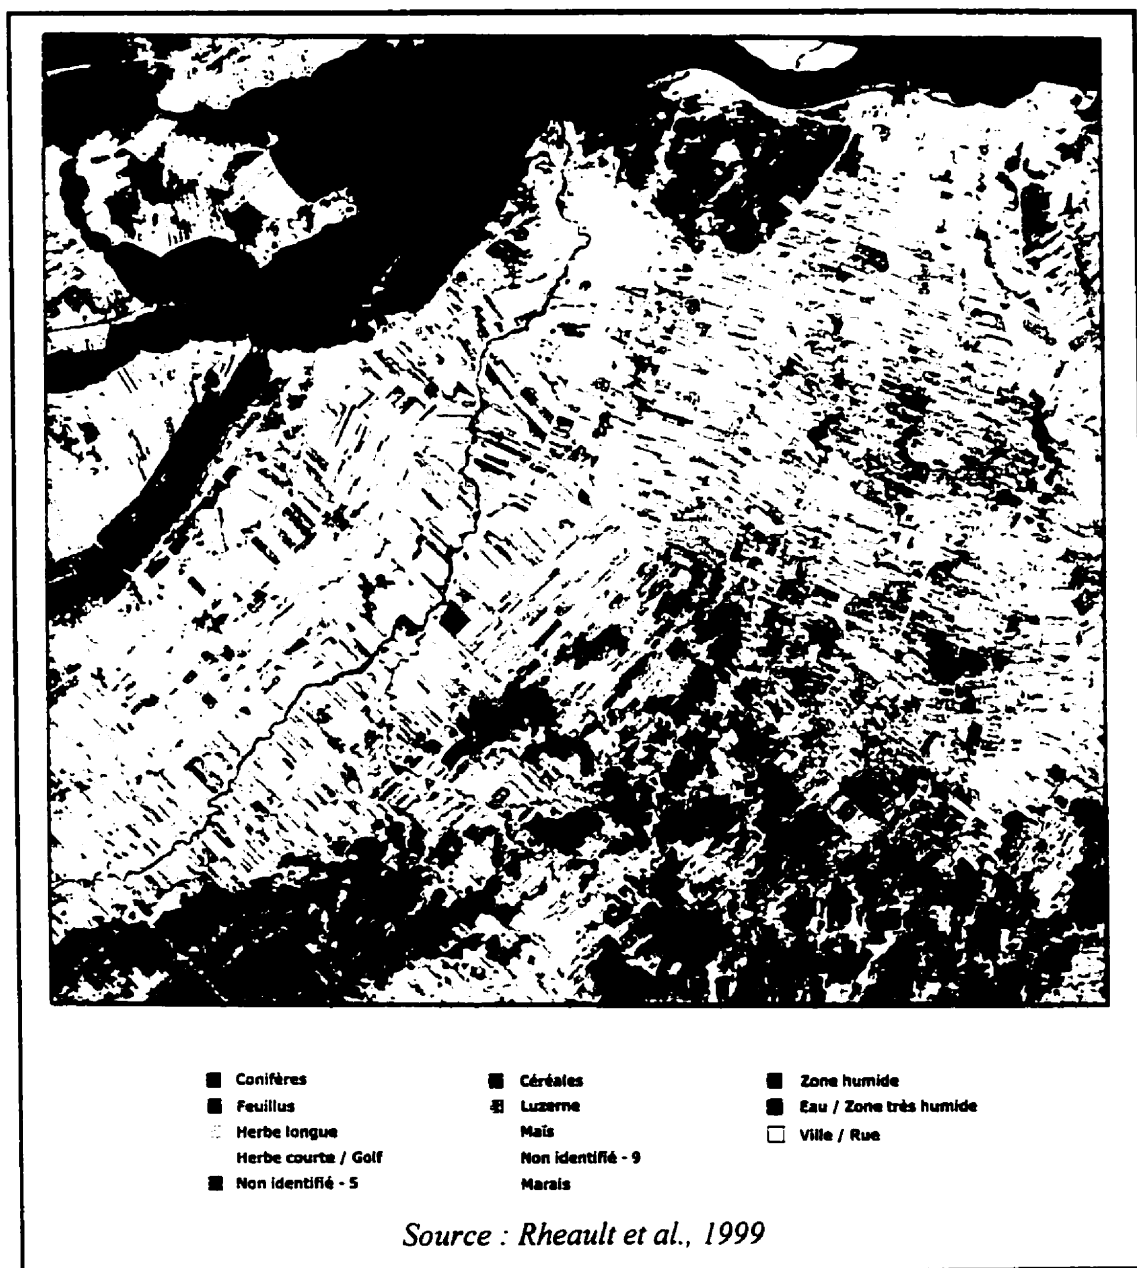 Conifères
Feuillus
Herbe longue
Herbe courte / Golf
Non identifié - 5
Céréales
Luzerne
Maïs
Non identifié - 9
Marais
Zone humide
Eau / Zone très humide
Ville / Rue
Source : Rheault et al., 1999